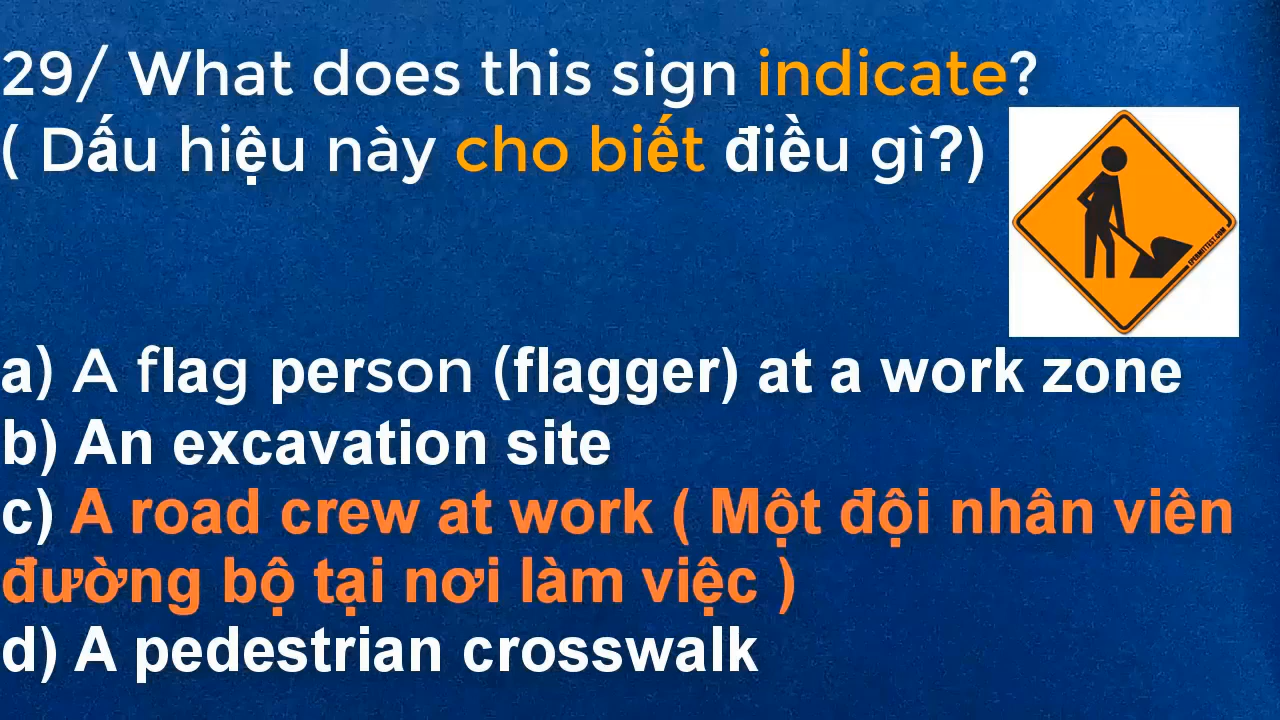 29/ What does this sign indicate?
( Dấu hiệu này cho biết điều gì?)
EPERMITTEST.COM
a) A flag person (flagger) at a work zone
b) An excavation site
c) A road crew at work ( Một đội nhân viên
đường bộ tại nơi làm việc )
d) A pedestrian crosswalk